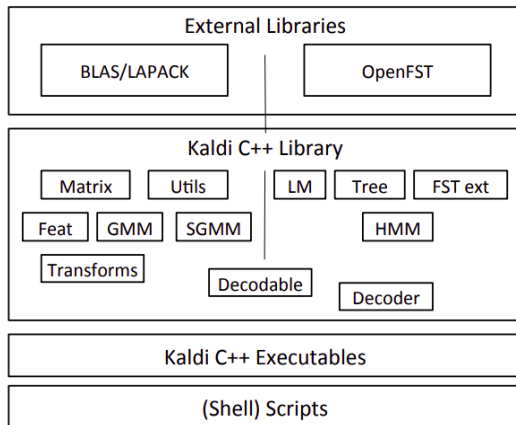 External Libraries
BLAS/LAPACK
OpenFST
Kaldi C++ Library
Matrix
Utils
LM
Tree
FST ext
Feat
GMM
SGMM
HMM
Transforms
Decodable
Decoder
Kaldi C++ Executables
(Shell) Scripts